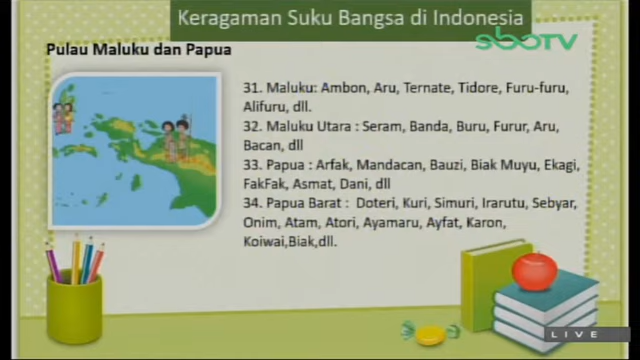 Keragaman Suku Bangsa di Indonesia
sboTV
Pulau Maluku dan Papua
31. Maluku: Ambon, Aru, Ternate, Tidore, Furu-furu,
Alifuru, dll.
32. Maluku Utara : Seram, Banda, Buru, Furur, Aru,
Bacan, dll
33. Papua : Arfak, Mandacan, Bauzi, Biak Muyu, Ekagi,
FakFak, Asmat, Dani, dll
34. Papua Barat : Doteri, Kuri, Simuri, Irarutu, Sebyar,
Onim, Atam, Atori, Ayamaru, Ayfat, Karon,
Koiwai,Biak,dll.
LIVE